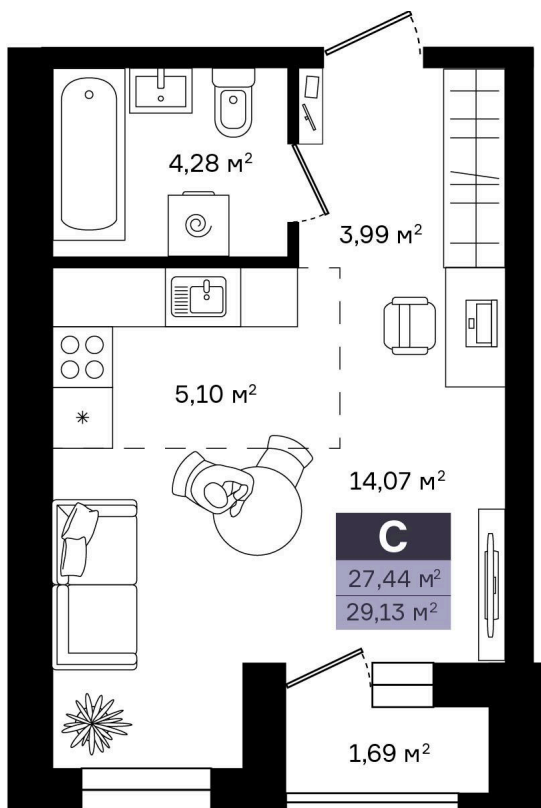 4,28 м²
3,99 м²
5,10 м²
14,07 м²
С
27,44 м²
29,13 м²
1,69 м²